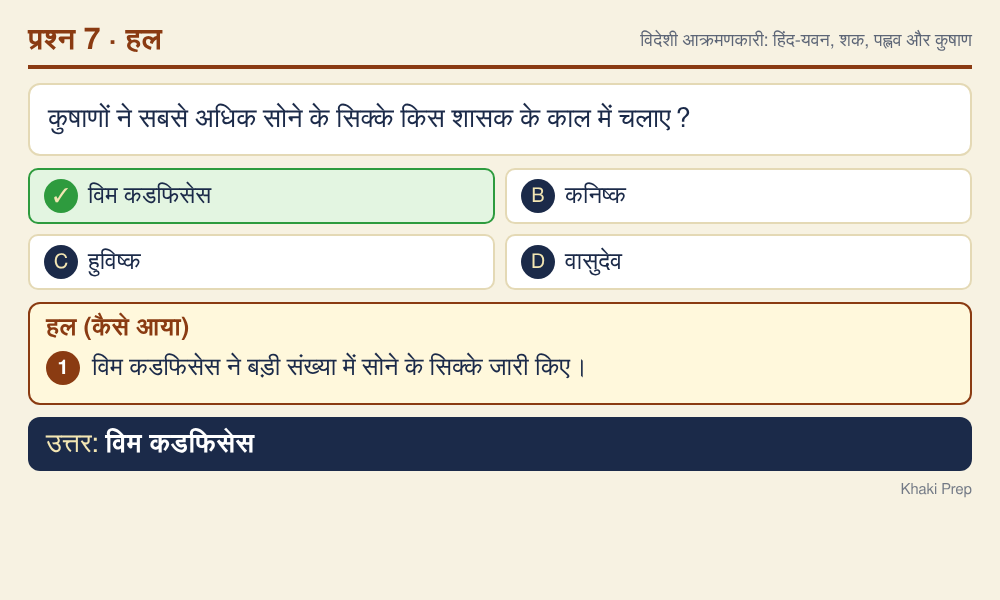 प्रश्न 7 · हल
विदेशी आक्रमणकारी: हिंद-यवन, शक, पह्लव और कुषाण
कुषाणों ने सबसे अधिक सोने के सिक्के किस शासक के काल में चलाए ?
✓ विम कडफिसेस
B कनिष्क
C हुविष्क
D वासुदेव
हल (कैसे आया)
1 विम कडफिसेस ने बड़ी संख्या में सोने के सिक्के जारी किए।
उत्तर: विम कडफिसेस
Khaki Prep